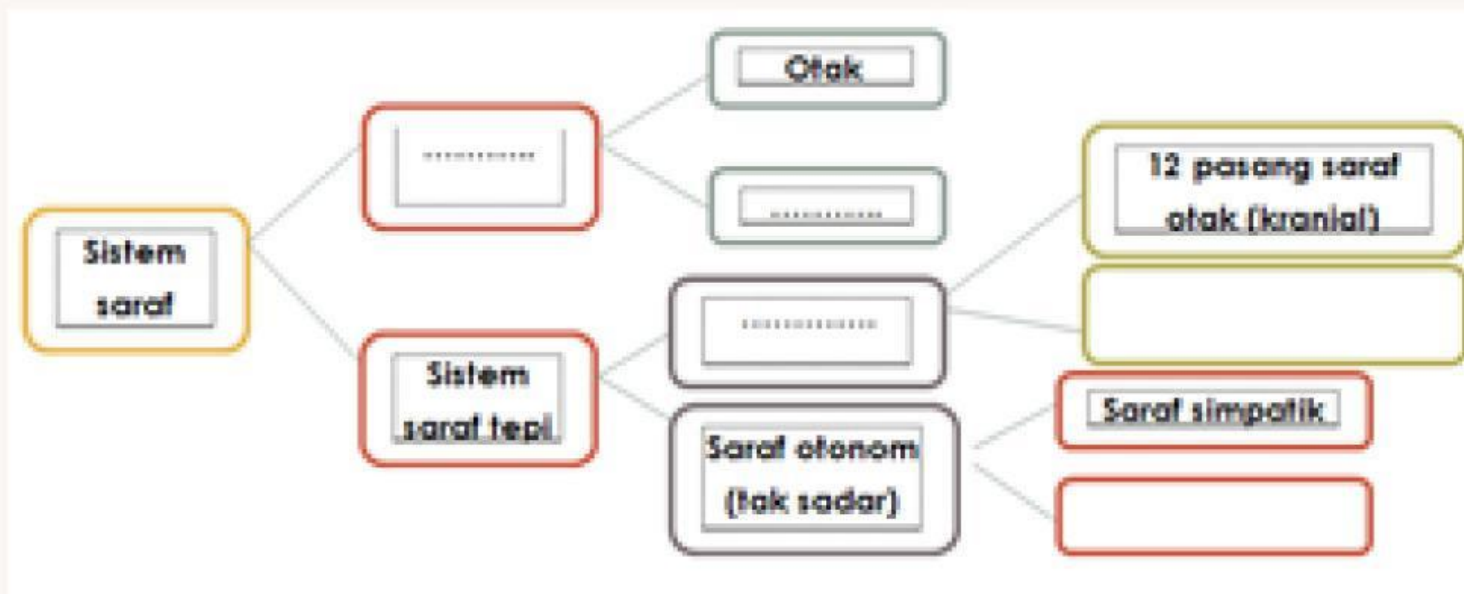 Otak
............
12 pasang saraf
otak (kranial)
............
Sistem
saraf
.............
Sistem
saraf tepi
Saraf simpatik
Saraf otonom
(tak sadar)